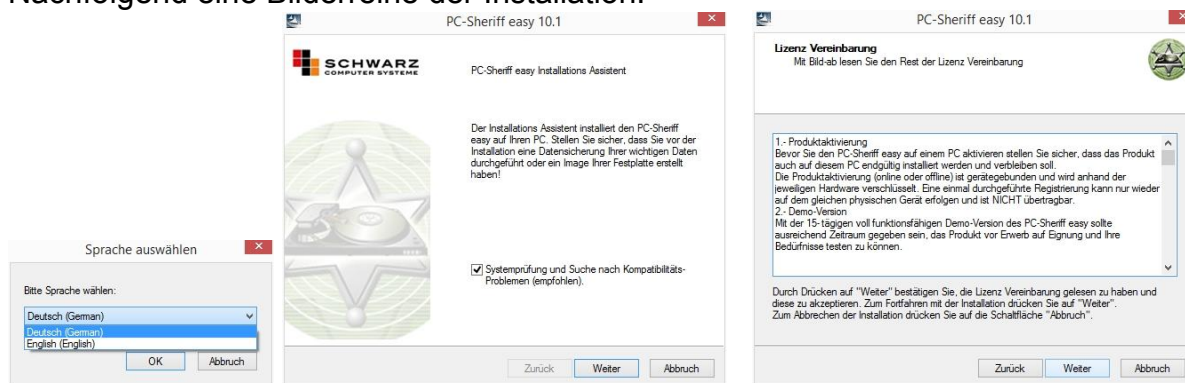 Nachfolgend eine Bilderreihe der Installation:
Sprache auswählen
Bitte Sprache wählen:
Deutsch (German)
Deutsch (German)
English (English)
OK Abbruch
PC-Sheriff easy 10.1
SCHWARZ
COMPUTER SYSTEME
PC-Sheriff easy Installations Assistent
Der Installations Assistent installiert den PC-Sheriff
easy auf Ihren PC. Stellen Sie sicher, dass Sie vor der
Installation eine Datensicherung Ihrer wichtigen Daten
durchgeführt oder ein Image Ihrer Festplatte erstellt
haben!
Systemprüfung und Suche nach Kompatibilitäts-
Problemen (empfohlen).
Zurück Weiter Abbruch
PC-Sheriff easy 10.1
Lizenz Vereinbarung
Mit Bild-ab lesen Sie den Rest der Lizenz Vereinbarung
1.- Produktaktivierung
Bevor Sie den PC-Sheriff easy auf einem PC aktivieren stellen Sie sicher, dass das Produkt
auch auf diesem PC endgültig installiert werden und verbleiben soll.
Die Produktaktivierung (online oder offline) ist gerätegebunden und wird anhand der
jeweiligen Hardware verschlüsselt. Eine einmal durchgeführte Registrierung kann nur wieder
auf dem gleichen physischen Gerät erfolgen und ist NICHT übertragbar.
2.- Demo-Version
Mit der 15-tägigen voll funktionsfähigen Demo-Version des PC-Sheriff easy sollte
ausreichend Zeitraum gegeben sein, das Produkt vor Erwerb auf Eignung und Ihre
Bedürfnisse testen zu können.
Durch Drücken auf "Weiter" bestätigen Sie, die Lizenz Vereinbarung gelesen zu haben und
diese zu akzeptieren. Zum Fortfahren mit der Installation drücken Sie auf "Weiter".
Zum Abbrechen der Installation drücken Sie auf die Schaltfläche "Abbruch".
Zurück Weiter Abbruch